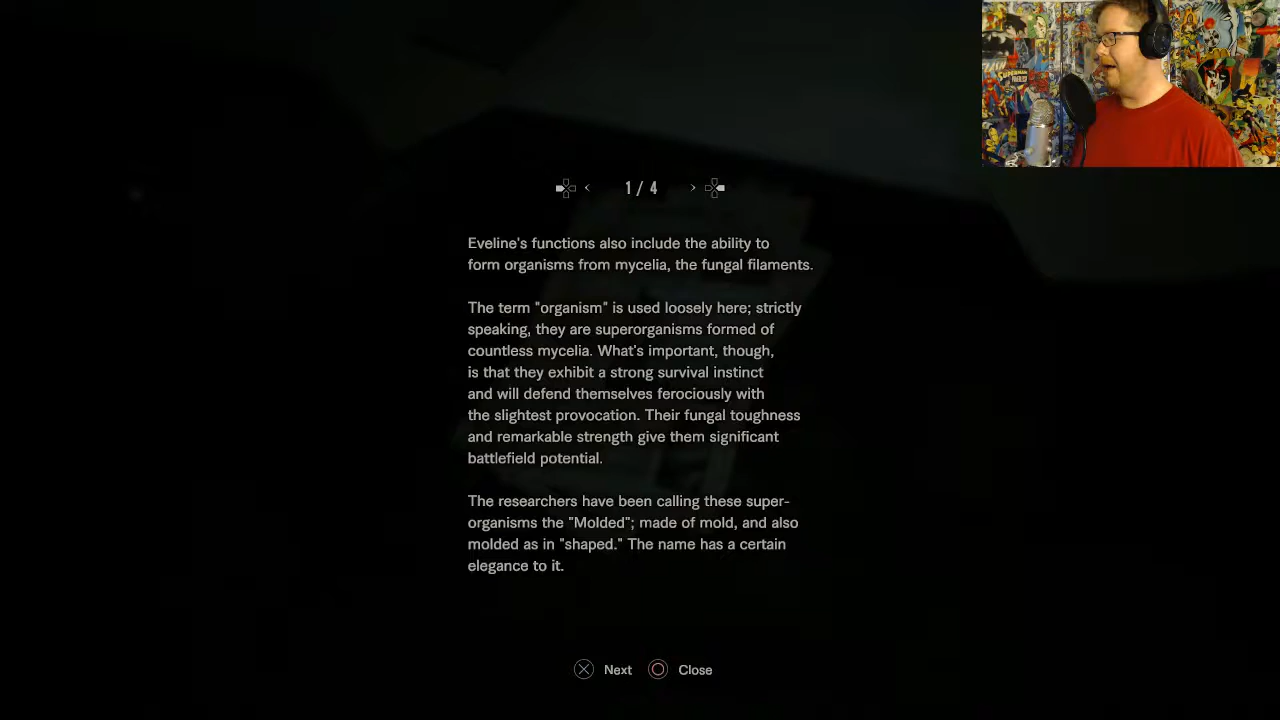 SUPERMAN
< 1 / 4 >
Eveline's functions also include the ability to
form organisms from mycelia, the fungal filaments.
The term "organism" is used loosely here; strictly
speaking, they are superorganisms formed of
countless mycelia. What's important, though,
is that they exhibit a strong survival instinct
and will defend themselves ferociously with
the slightest provocation. Their fungal toughness
and remarkable strength give them significant
battlefield potential.
The researchers have been calling these super-
organisms the "Molded"; made of mold, and also
molded as in "shaped." The name has a certain
elegance to it.
Next Close